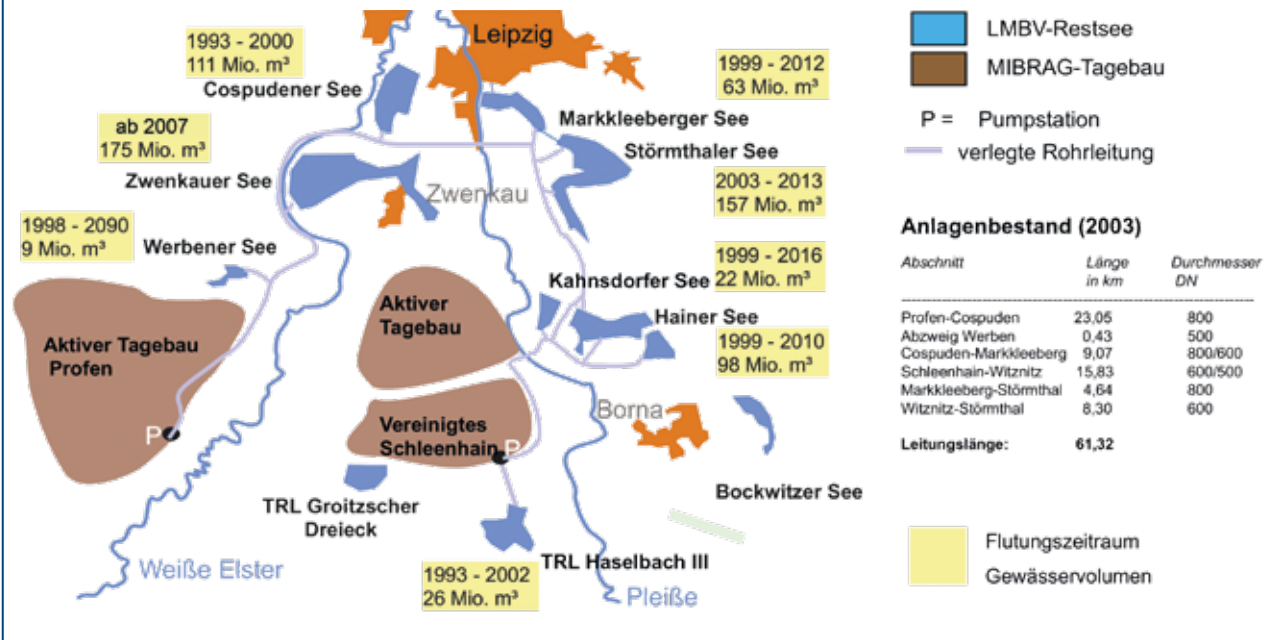 1993 - 2000
111 Mio. m³
Cospudener See
Leipzig
1999 - 2012
63 Mio. m³
Markkleeberger See
ab 2007
175 Mio. m³
Zwenkauer See
Störmthaler See
2003 - 2013
157 Mio. m³
Zwenkau
1998 - 2090
9 Mio. m³
Werbener See
1999 - 2016
22 Mio. m³
Kahnsdorfer See
Hainer See
1999 - 2010
98 Mio. m³
Aktiver
Tagebau
Aktiver Tagebau
Profen
P
Vereinigtes
Schleenhain
P
Borna
Bockwitzer See
TRL Groitzscher
Dreieck
TRL Haselbach III
1993 - 2002
26 Mio. m³
Weiße Elster
Pleiße
LMBV-Restsee
MIBRAG-Tagebau
P = Pumpstation
verlegte Rohrleitung
Anlagenbestand (2003)
Abschnitt Länge Durchmesser
in km DN
Profen-Cospuden 23,05 800
Abzweig Werben 0,43 500
Cospuden-Markkleeberg 9,07 800/600
Schleenhain-Witznitz 15,83 600/500
Markkleeberg-Störmthal 4,64 800
Witznitz-Störmthal 8,30 600
Leitungslänge: 61,32
Flutungszeitraum
Gewässervolumen